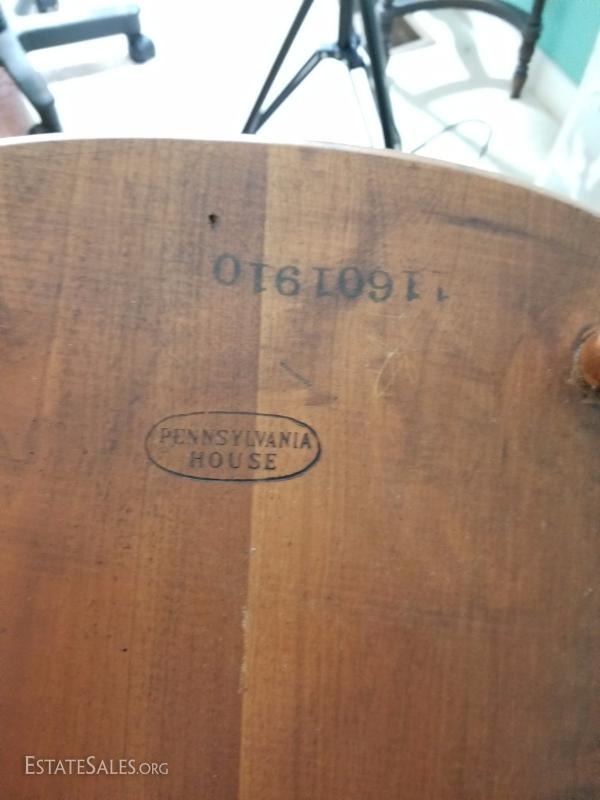 11601910
PENNSYLVANIA
HOUSE
ESTATESALES.ORG